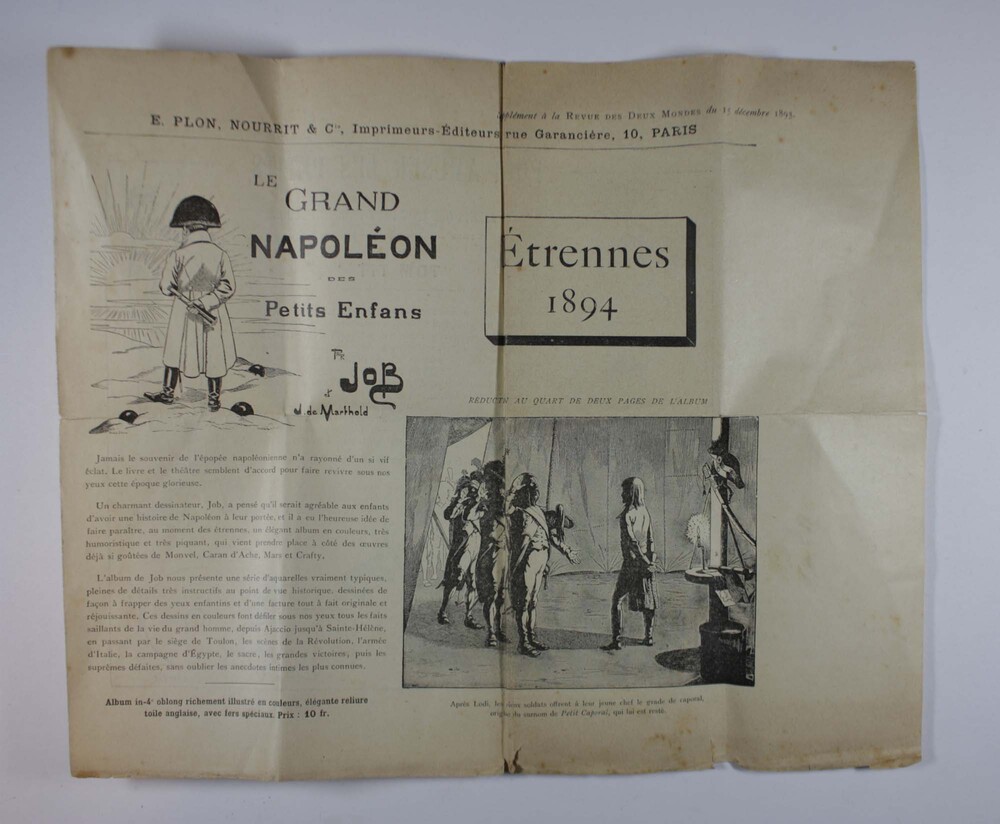 Supplément à la REVUE DES DEUX MONDES du 15 décembre 1893.
E. PLON, NOURRIT & Cie, Imprimeurs-Éditeurs rue Garancière, 10, PARIS
LE
GRAND
NAPOLÉON
DES
Petits Enfans
Par
JOB
et
J. de Marthold
Étrennes
1894
RÉDUCTION AU QUART DE DEUX PAGES DE L'ALBUM
Jamais le souvenir de l'épopée napoléonienne n'a rayonné d'un si vif
éclat. Le livre et le théâtre semblent d'accord pour faire revivre sous nos
yeux cette époque glorieuse.
Un charmant dessinateur, Job, a pensé qu'il serait agréable aux enfants
d'avoir une histoire de Napoléon à leur portée, et il a eu l'heureuse idée de
faire paraître, au moment des étrennes, un élégant album en couleurs, très
humoristique et très piquant, qui vient prendre place à côté des œuvres
déjà si goûtées de Monvel, Caran d'Ache, Mars et Crafty.
L'album de Job nous présente une série d'aquarelles vraiment typiques,
pleines de détails très instructifs au point de vue historique, dessinées de
façon à frapper des yeux enfantins et d'une facture tout à fait originale et
réjouissante. Ces dessins en couleurs font défiler sous nos yeux tous les faits
saillants de la vie du grand homme, depuis Ajaccio jusqu'à Sainte-Hélène,
en passant par le siège de Toulon, les scènes de la Révolution, l'armée
d'Italie, la campagne d'Égypte, le sacre, les grandes victoires; puis les
suprêmes défaites, sans oublier les anecdotes intimes les plus connues.
Album in-4° oblong richement illustré en couleurs, élégante reliure
toile anglaise, avec fers spéciaux. Prix : 10 fr.
Après Lodi, les vieux soldats offrent à leur jeune chef le grade de caporal,
origine du surnom de Petit Caporal, qui lui est resté.